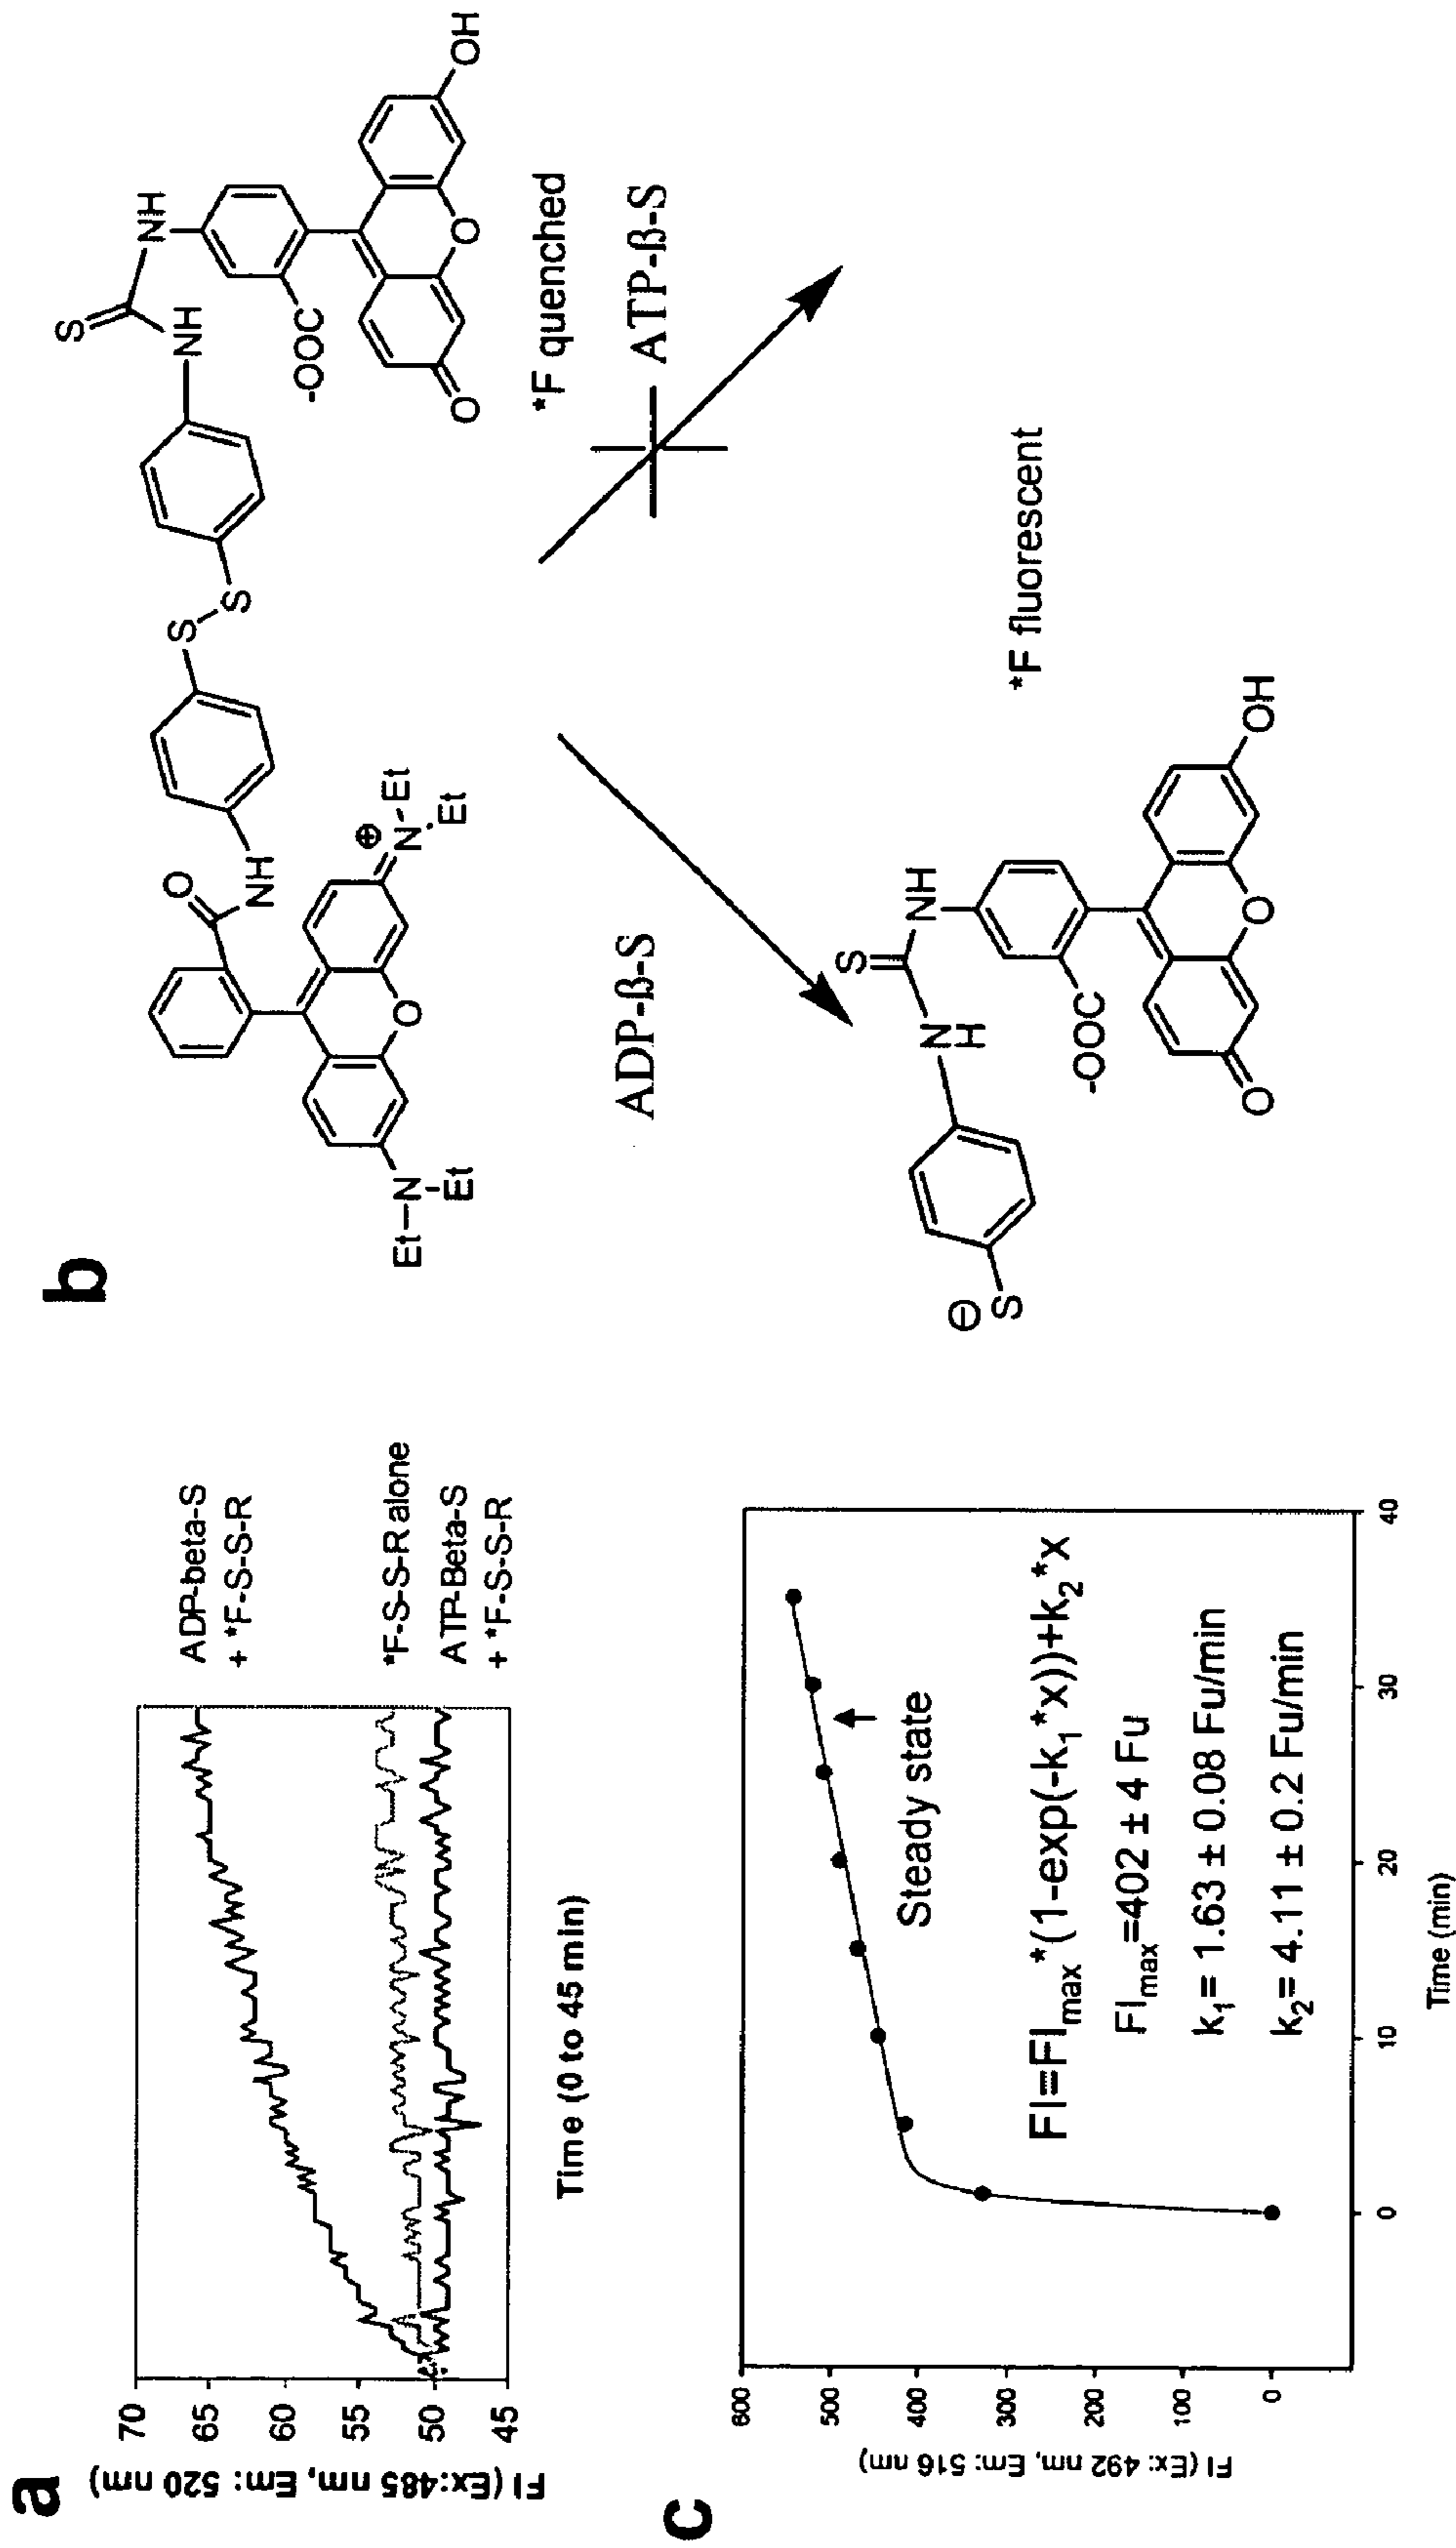 a
FI (Ex:485 nm, Em: 520 nm)
70
65
60
55
50
45
ADP-beta-S
+ *F-S-S-R
*F-S-S-R alone
ATP-Beta-S
+ *F-S-S-R
Time (0 to 45 min)
b
Et
N
Et
O
⊕
N
Et
Et
O
NH
S
S
S
NH
NH
-OOC
O
O
OH
*F quenched
ADP-ß-S
ATP-ß-S
⊖
S
N
H
S
NH
-OOC
O
O
OH
*F fluorescent
c
FI (Ex: 492 nm, Em: 516 nm)
600
500
400
300
200
100
0
Steady state
FI=FImax*(1-exp(-k1*x))+k2*x
FImax=402 ± 4 Fu
k1= 1.63 ± 0.08 Fu/min
k2= 4.11 ± 0.2 Fu/min
0
10
20
30
40
Time (min)